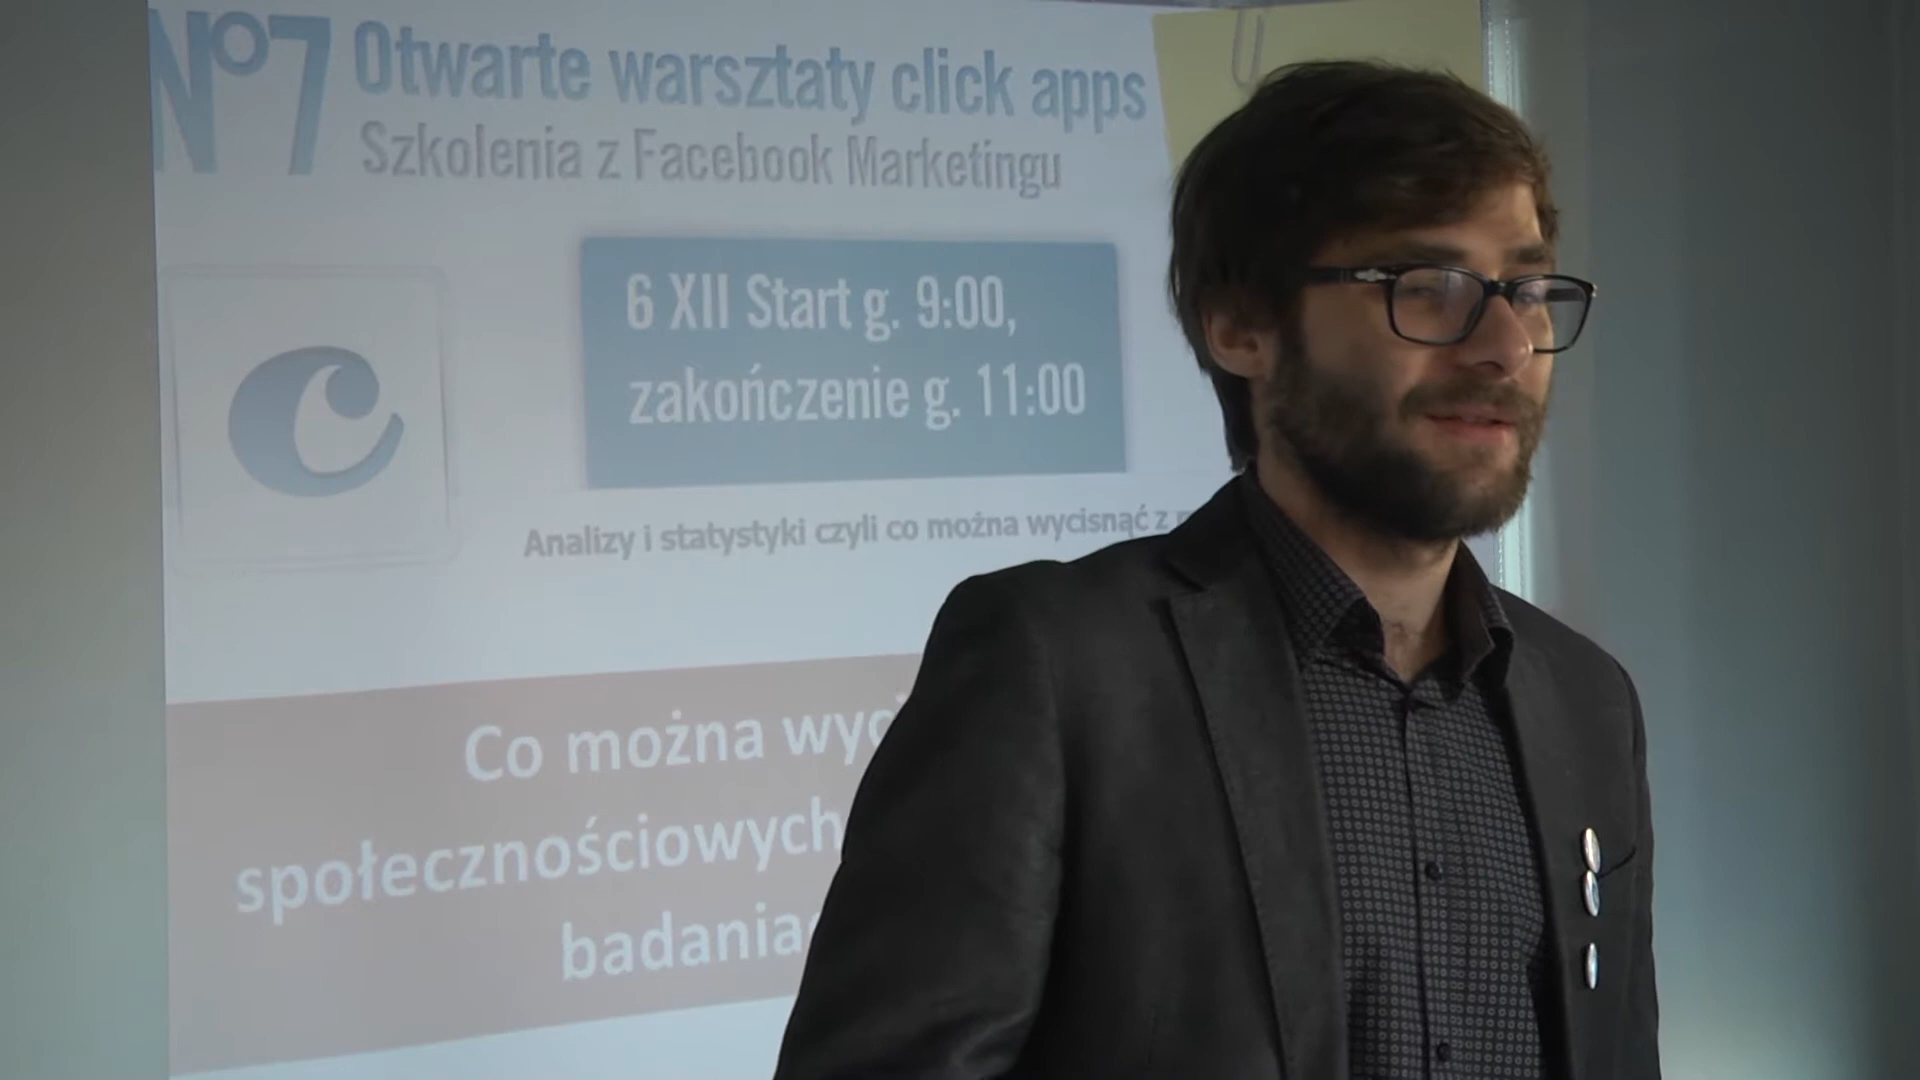 Nº7 Otwarte warsztaty click apps
Szkolenia z Facebook Marketingu
6 XII Start g. 9:00,
zakończenie g. 11:00
C
Analizy i statystyki czyli co można wycisnąć z
Co można
społecznościowych